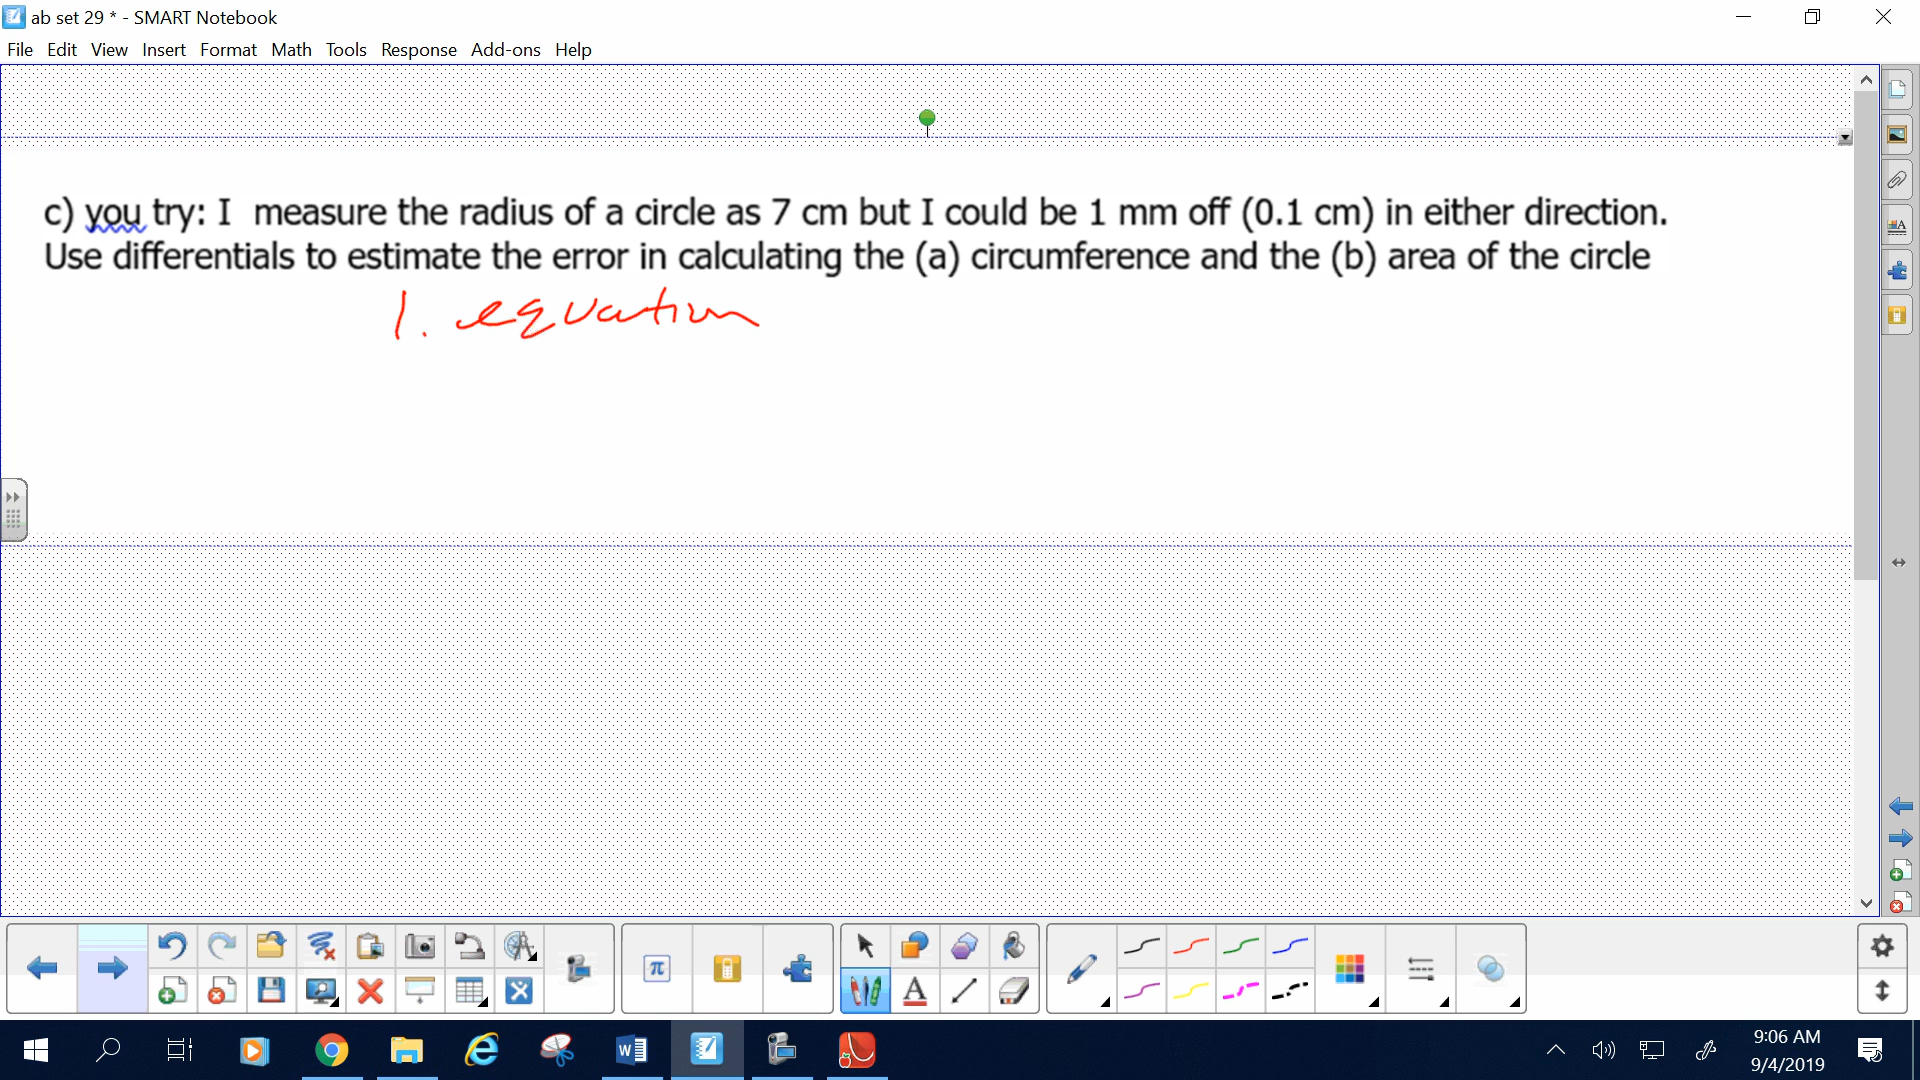 ab set 29 * - SMART Notebook
File Edit View Insert Format Math Tools Response Add-ons Help
c) you try: I measure the radius of a circle as 7 cm but I could be 1 mm off (0.1 cm) in either direction.
Use differentials to estimate the error in calculating the (a) circumference and the (b) area of the circle
1. equation
π
A
9:06 AM
9/4/2019